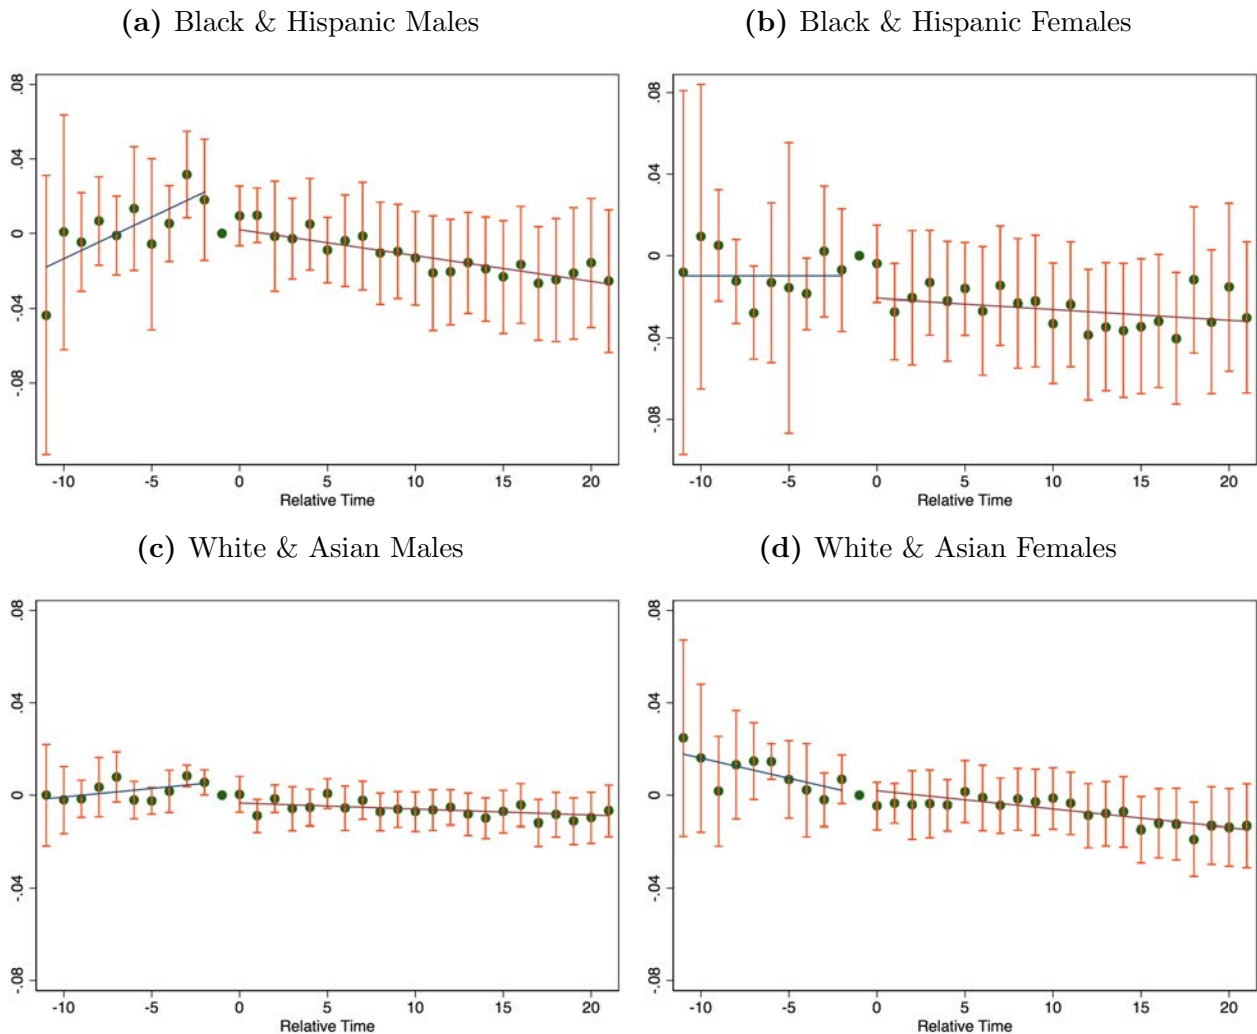 (a) Black & Hispanic Males
(b) Black & Hispanic Females
.08
.04
0
-.04
-.08
-10 -5 0 5 10 15 20
Relative Time
.08
.04
0
-.04
-.08
-10 -5 0 5 10 15 20
Relative Time
(c) White & Asian Males
(d) White & Asian Females
.08
.04
0
-.04
-.08
-10 -5 0 5 10 15 20
Relative Time
.08
.04
0
-.04
-.08
-10 -5 0 5 10 15 20
Relative Time